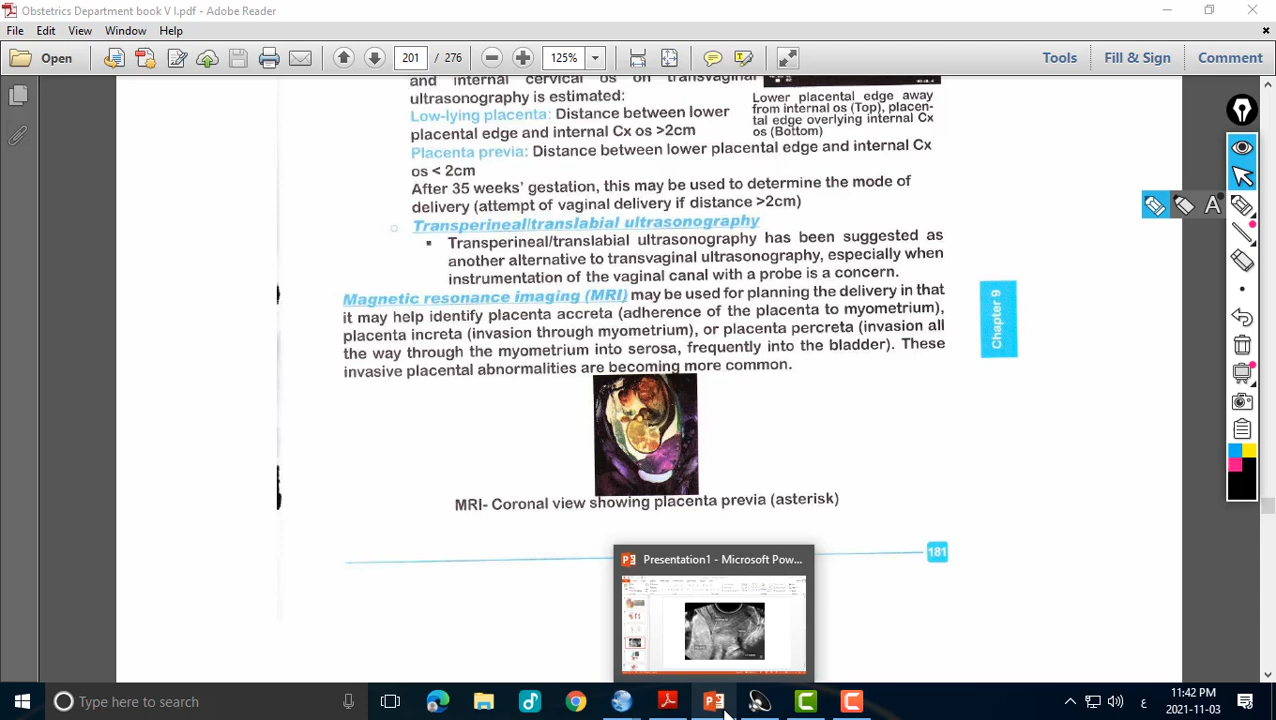 Obstetrics Department book V I.pdf - Adobe Reader
File Edit View Window Help
Open 201 / 276 125% Tools Fill & Sign Comment
and internal cervical os on transvaginal
ultrasonography is estimated:
Low-lying placenta: Distance between lower
placental edge and internal Cx os >2cm
Lower placental edge away
from internal os (Top), placen-
tal edge overlying internal Cx
os (Bottom)
Placenta previa: Distance between lower placental edge and internal Cx
os < 2cm
After 35 weeks' gestation, this may be used to determine the mode of
delivery (attempt of vaginal delivery if distance >2cm)
Transperineal/translabial ultrasonography
Transperineal/translabial ultrasonography has been suggested as
another alternative to transvaginal ultrasonography, especially when
instrumentation of the vaginal canal with a probe is a concern.
Magnetic resonance imaging (MRI) may be used for planning the delivery in that
it may help identify placenta accreta (adherence of the placenta to myometrium),
placenta increta (invasion through myometrium), or placenta percreta (invasion all
the way through the myometrium into serosa, frequently into the bladder). These
invasive placental abnormalities are becoming more common.
Chapter 9
MRI- Coronal view showing placenta previa (asterisk)
181
Presentation1 - Microsoft Pow...
Type here to search
ع
11:42 PM
2021-11-03